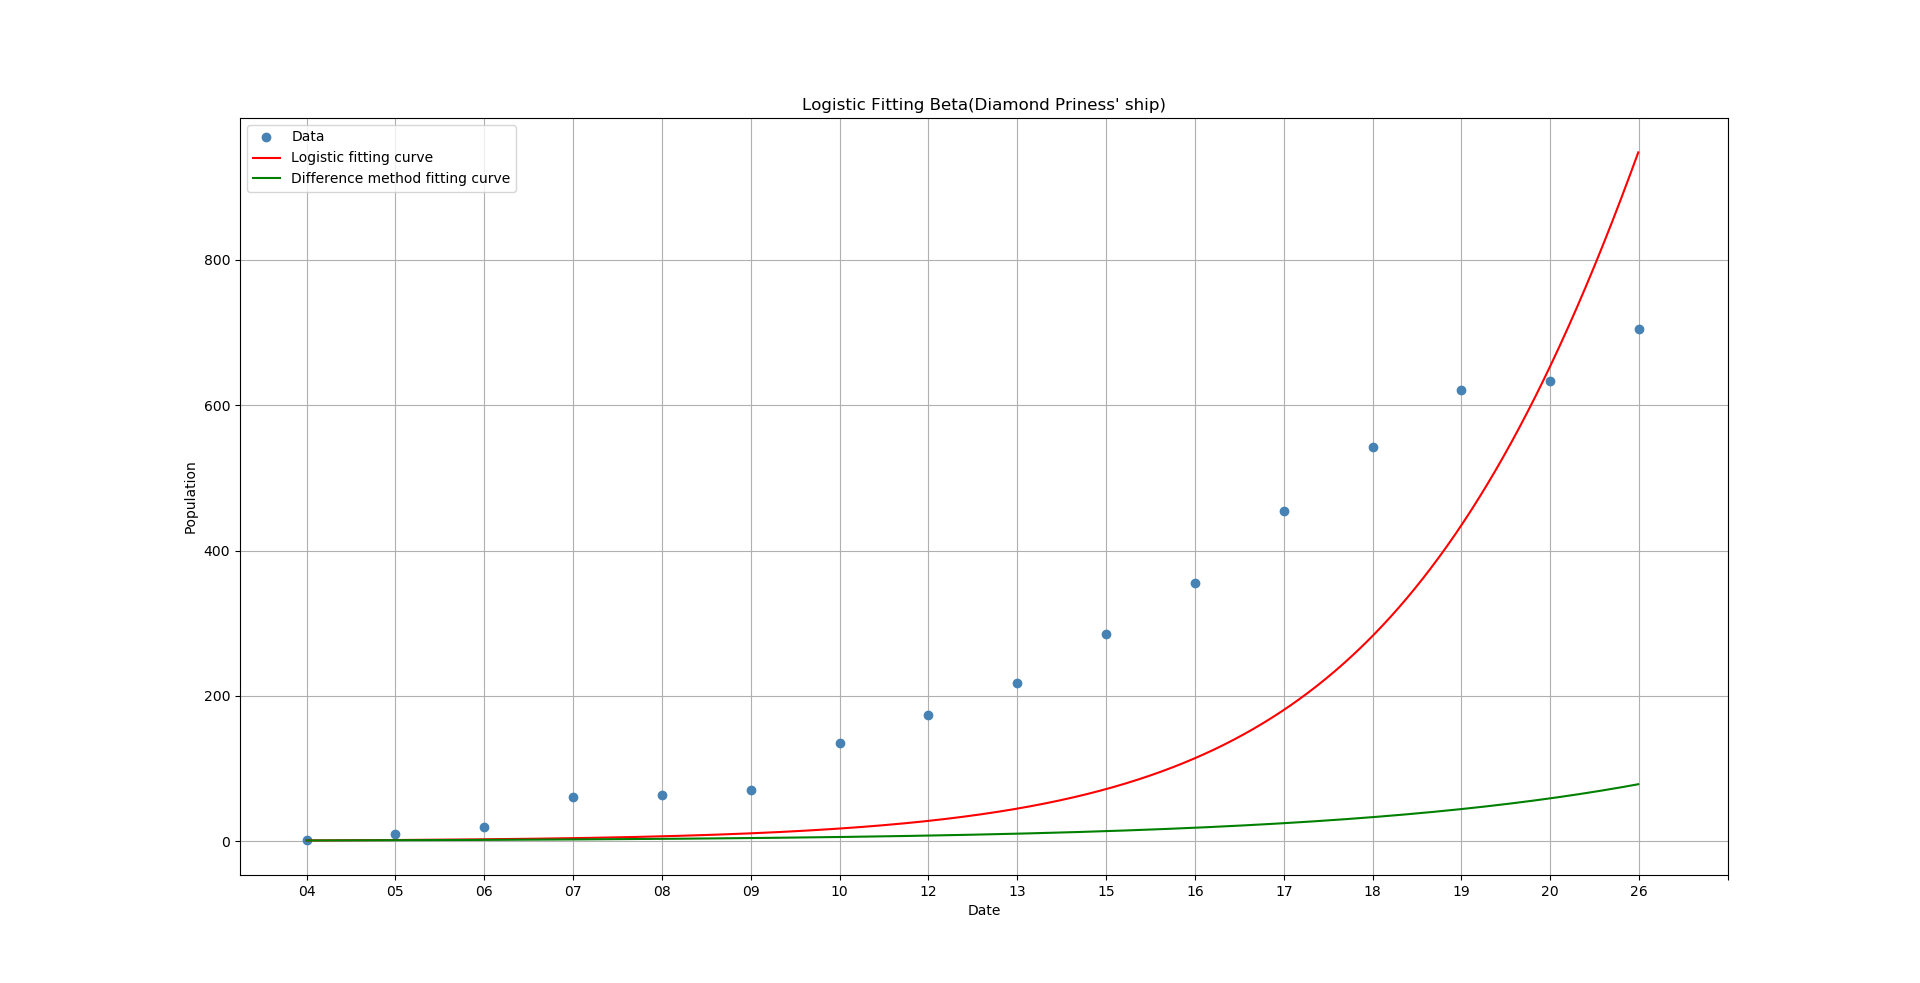 Logistic Fitting Beta(Diamond Priness' ship)
Data
Logistic fitting curve
Difference method fitting curve
800
600
400
200
0
Population
04 05 06 07 08 09 10 12 13 15 16 17 18 19 20 26
Date